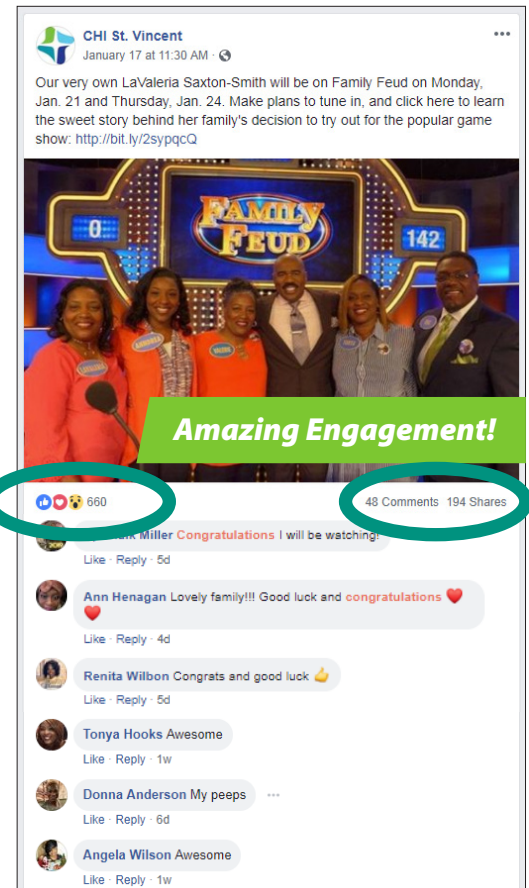 CHI St. Vincent
January 17 at 11:30 AM ·
Our very own LaValeria Saxton-Smith will be on Family Feud on Monday,
Jan. 21 and Thursday, Jan. 24. Make plans to tune in, and click here to learn
the sweet story behind her family's decision to try out for the popular game
show: http://bit.ly/2sypqcQ
FAMILY
FEUD
0
142
Amazing Engagement!
660
48 Comments 194 Shares
Miller Congratulations I will be watching!
Like · Reply · 5d
Ann Henagan Lovely family!!! Good luck and congratulations ❤️
❤️
Like · Reply · 4d
Renita Wilbon Congrats and good luck 👍
Like · Reply · 5d
Tonya Hooks Awesome
Like · Reply · 1w
Donna Anderson My peeps
Like · Reply · 6d
Angela Wilson Awesome
Like · Reply · 1w